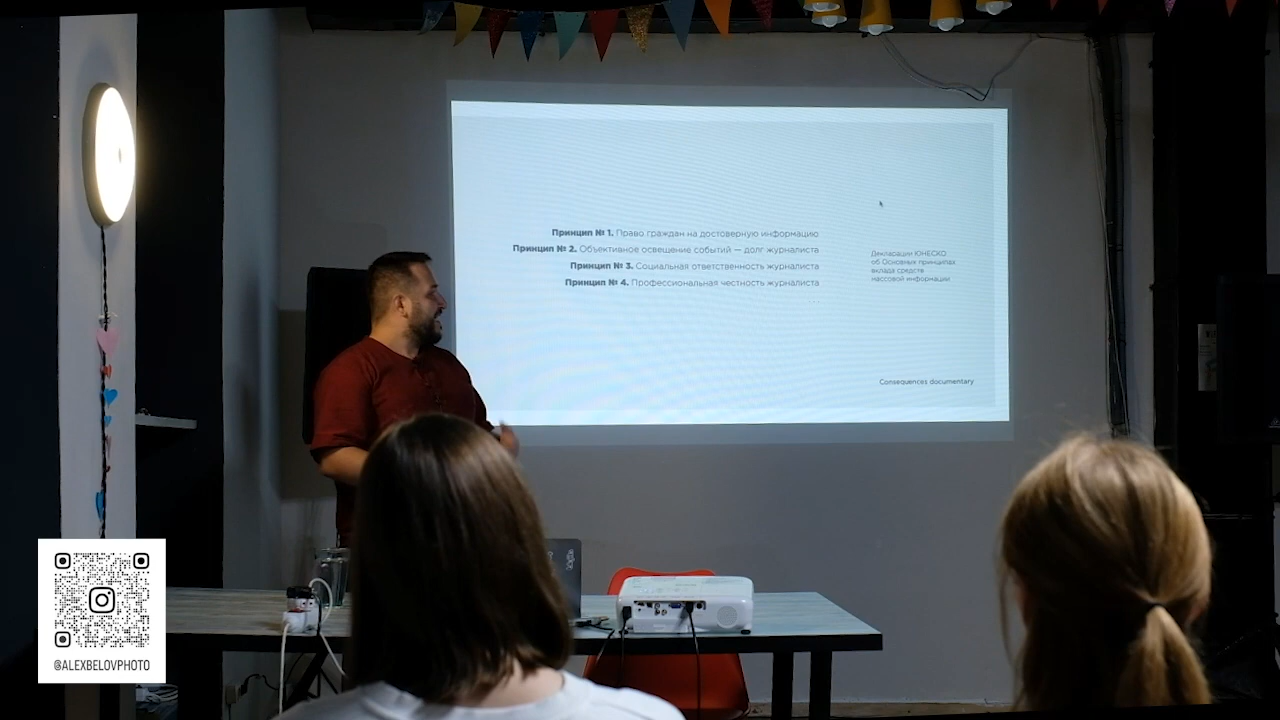 Принцип № 1. Право граждан на достоверную информацию
Принцип № 2. Объективное освещение событий — долг журналиста
Принцип № 3. Социальная ответственность журналиста
Принцип № 4. Профессиональная честность журналиста
Декларации ЮНЕСКО
об Основных принципах
вклада средств
массовой информации
Consequences documentary
@ALEXBELOVPHOTO